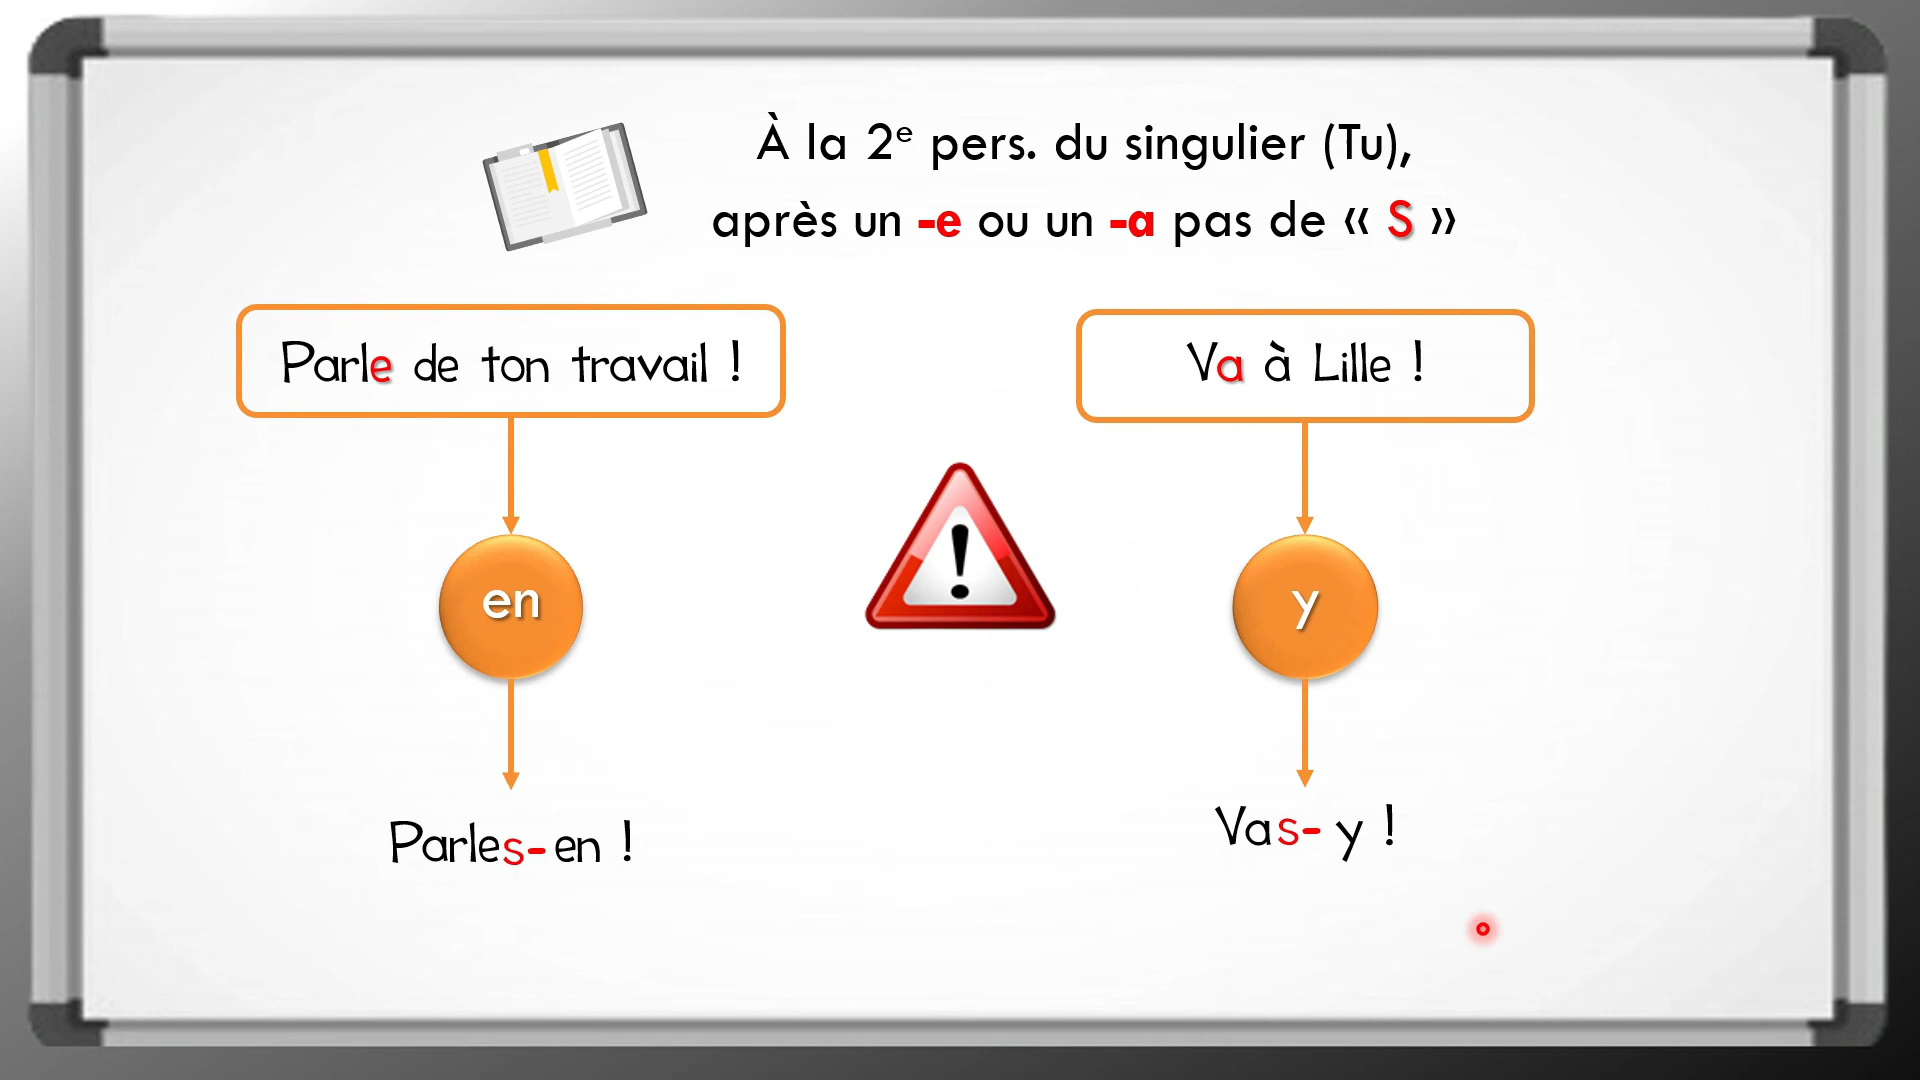 À la 2e pers. du singulier (Tu),
après un -e ou un -a pas de « S »
Parle de ton travail !
Va à Lille !
en
y
Parles-en !
Vas- y !